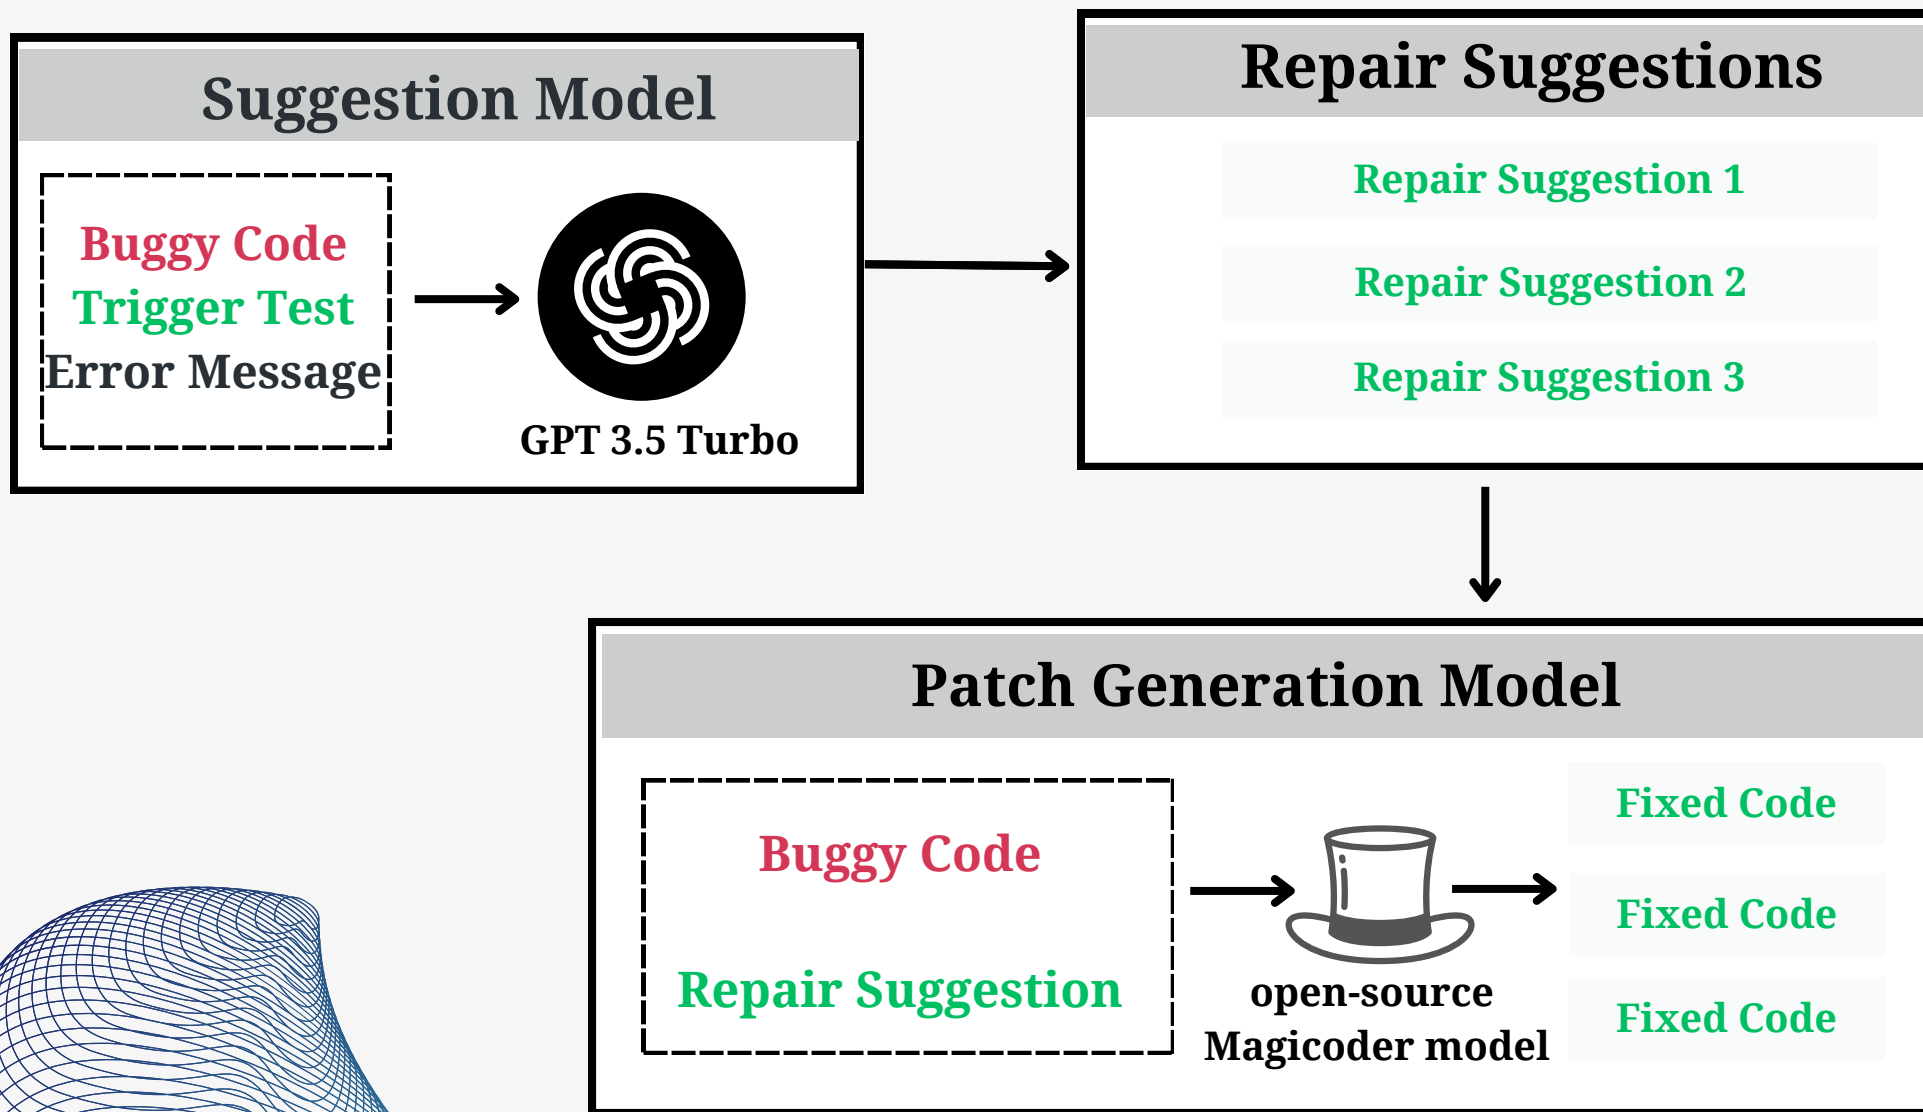 Suggestion Model
Buggy Code
Trigger Test
Error Message
GPT 3.5 Turbo
Repair Suggestions
Repair Suggestion 1
Repair Suggestion 2
Repair Suggestion 3
Patch Generation Model
Buggy Code
Repair Suggestion
open-source
Magicoder model
Fixed Code
Fixed Code
Fixed Code